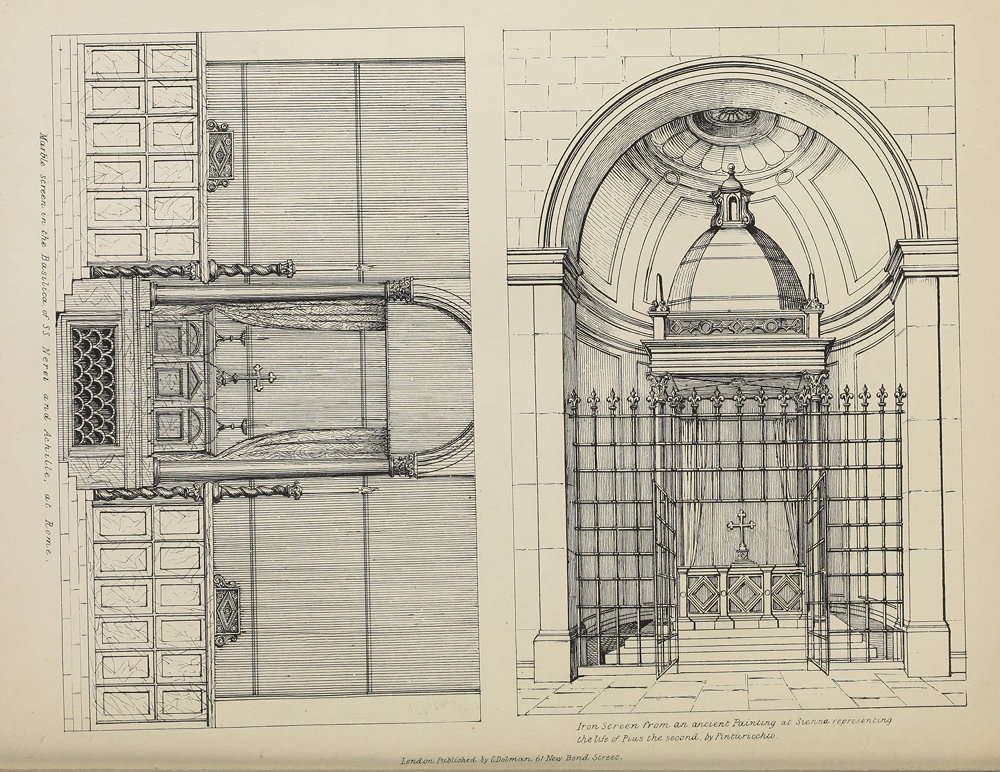 Marble screen in the Basilica of SS Nerei and Achille, at Rome.
Iron Screen from an ancient Painting at Sienna representing
the life of Pius the second, by Pinturicchio.
London, Published by C. Dolman, 61 New Bond Street.